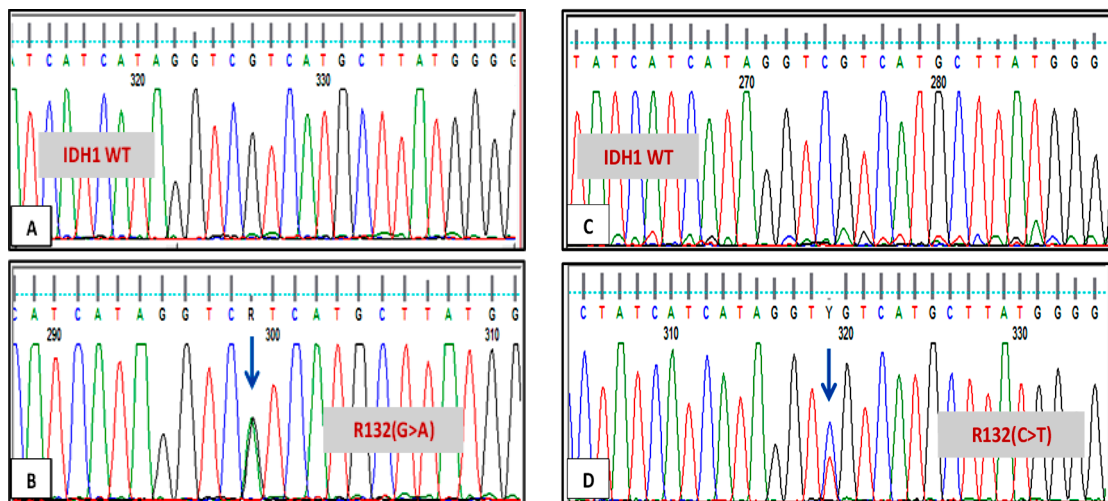 A T C A T C A T A G G T C G T C A T G C T T A T G G G G
320 330
IDH1 WT
A
C A T C A T A G G T C R T C A T G C T T A T G G
290 300 310
R132(G>A)
B
T A T C A T C A T A G G T C G T C A T G C T T A T G G G
270 280
IDH1 WT
C
C T A T C A T C A T A G G T Y G T C A T G C T T A T G G G G
310 320 330
R132(C>T)
D